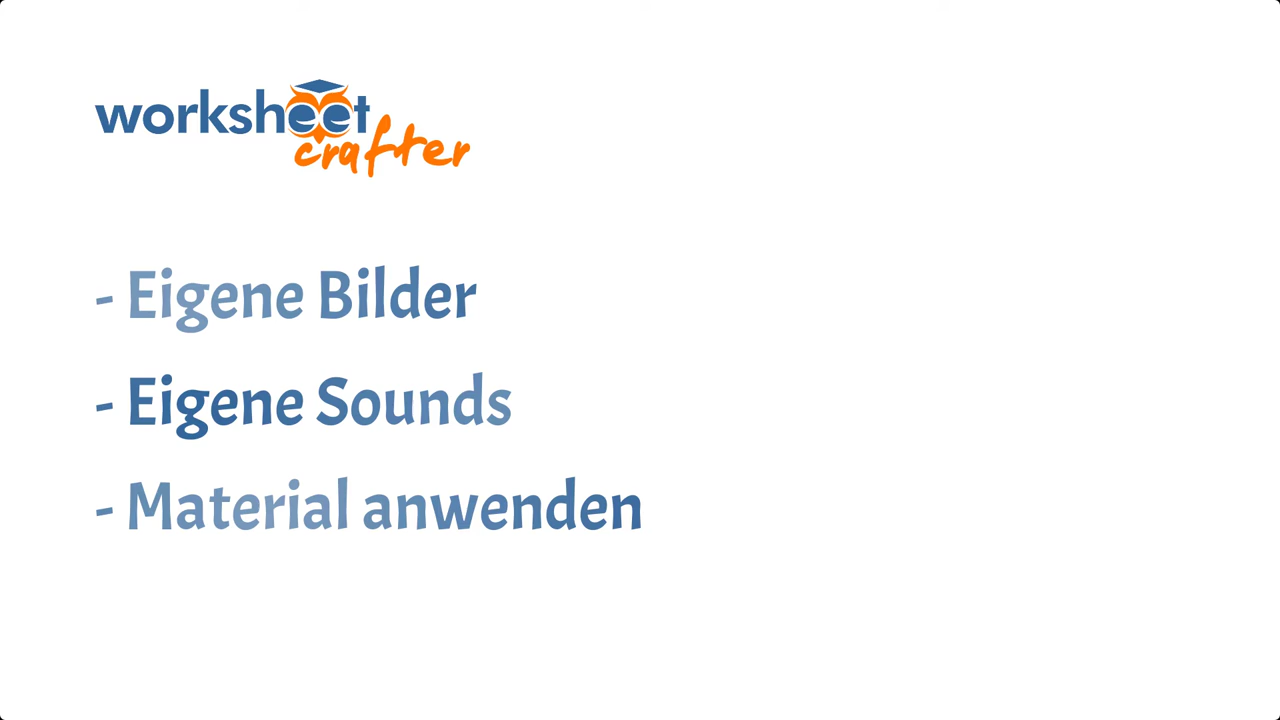 worksheet
crafter
- Eigene Bilder
- Eigene Sounds
- Material anwenden